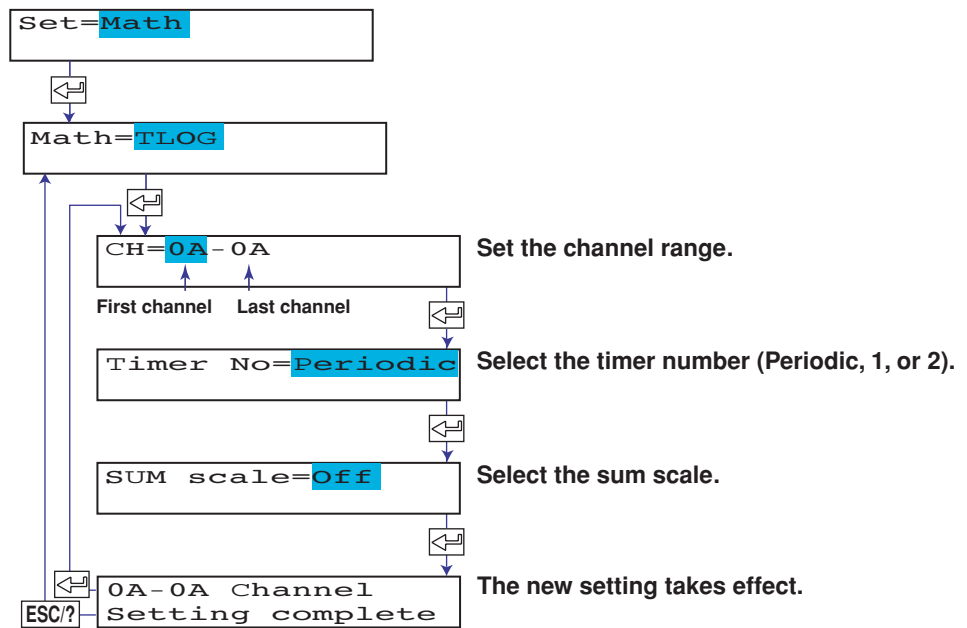 Set=Math
Math=TLOG
CH=0A-0A
Set the channel range.
First channel Last channel
Timer No=Periodic
Select the timer number (Periodic, 1, or 2).
SUM scale=Off
Select the sum scale.
0A-0A Channel
The new setting takes effect.
ESC/? Setting complete